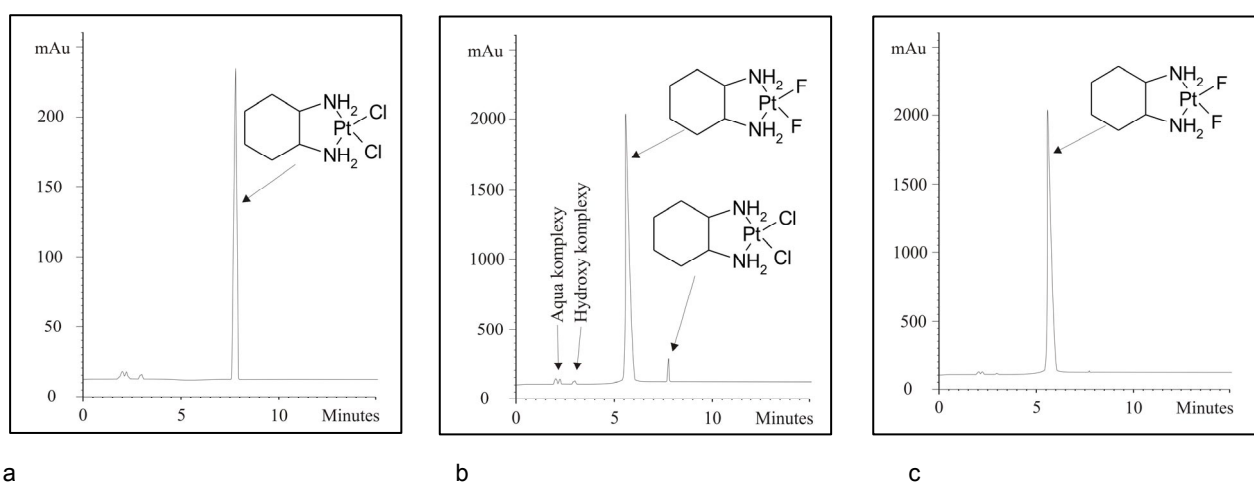 mAu
200
150
100
50
0
0
5
10
Minutes
NH2
Cl
Pt
Cl
NH2
a
mAu
2000
1500
1000
500
0
0
5
10
Minutes
Aqua komplexy
Hydroxy komplexy
NH2
F
Pt
F
NH2
NH2
Cl
Pt
Cl
NH2
b
mAu
2000
1500
1000
500
0
0
5
10
Minutes
NH2
F
Pt
F
NH2
c